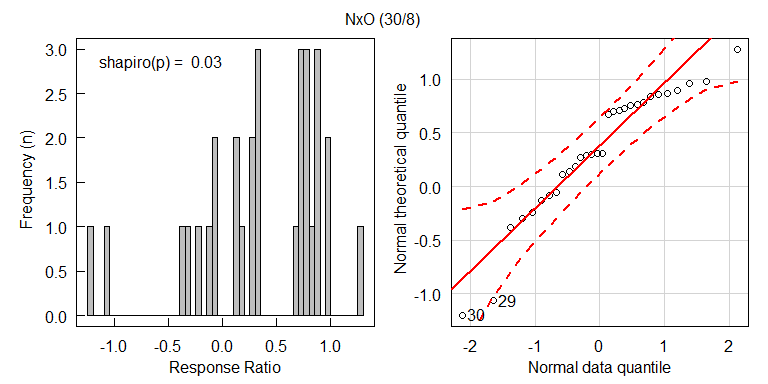 NxO (30/8)
shapiro(p) = 0.03
Frequency (n)
3.0
2.5
2.0
1.5
1.0
0.5
0.0
-1.0 -0.5 0.0 0.5 1.0
Response Ratio
Normal theoretical quantile
1.0
0.5
0.0
-0.5
-1.0
29
30
-2 -1 0 1 2
Normal data quantile